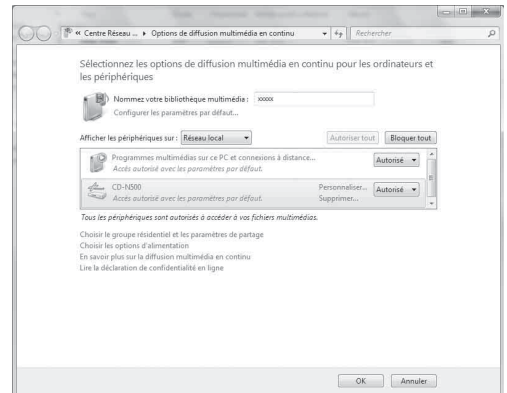 « Centre Réseau ... ▸ Options de diffusion multimédia en continu
Rechercher
Sélectionnez les options de diffusion multimédia en continu pour les ordinateurs et
les périphériques
Nommez votre bibliothèque multimédia : xxxxx
Configurer les paramètres par défaut...
Afficher les périphériques sur : Réseau local
Autoriser tout
Bloquer tout
Programmes multimédias sur ce PC et connexions à distance...
Autorisé
Accès autorisé avec les paramètres par défaut.
CD-N500
Personnaliser...
Autorisé
Accès autorisé avec les paramètres par défaut.
Supprimer...
Tous les périphériques sont autorisés à accéder à vos fichiers multimédias.
Choisir le groupe résidentiel et les paramètres de partage
Choisir les options d'alimentation
En savoir plus sur la diffusion multimédia en continu
Lire la déclaration de confidentialité en ligne
OK
Annuler